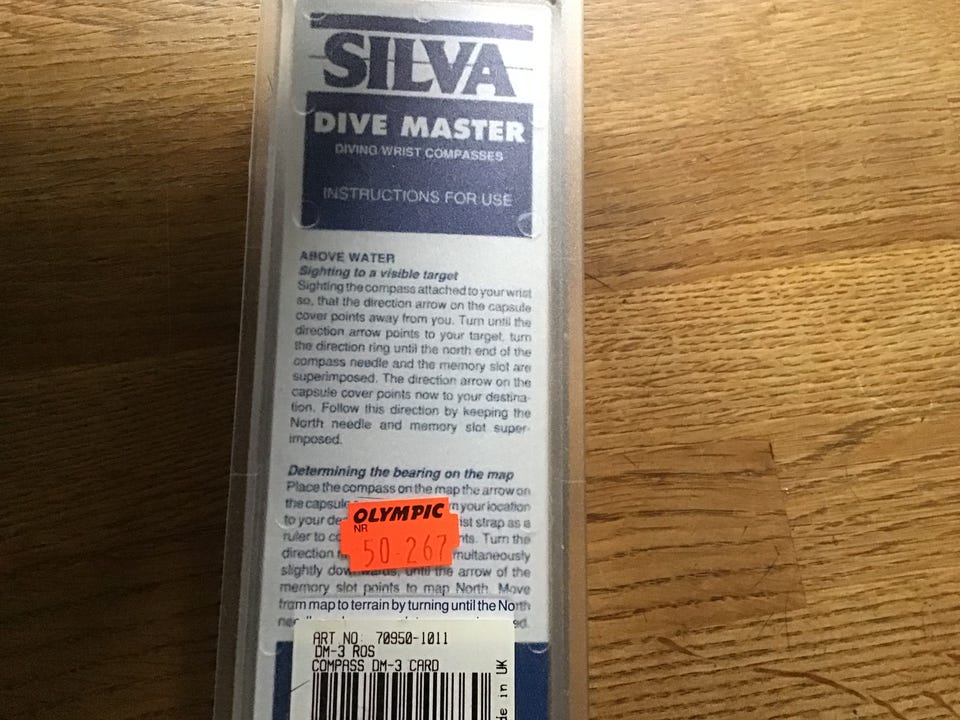 SILVA
DIVE MASTER
DIVING WRIST COMPASSES
INSTRUCTIONS FOR USE
ABOVE WATER
Sighting to a visible target
Sighting the compass attached to your wrist
so, that the direction arrow on the capsule
cover points away from you. Turn until the
direction arrow points to your target, turn
the direction ring until the north end of the
compass needle and the memory slot are
superimposed. The direction arrow on the
capsule cover points now to your destina-
tion. Follow this direction by keeping the
North needle and memory slot super-
imposed.
Determining the bearing on the map
Place the compass on the map the arrow on
the capsule m your location
to your de ist strap as a
ruler to co nts. Turn the
direction multaneously
slightly downwards, until the arrow of the
memory slot points to map North. Move
from map to terrain by turning until the North
OLYMPIC
NR
50-267
ART NO: 70950-1011
DM-3 ROS
COMPASS DM-3 CARD
de in UK